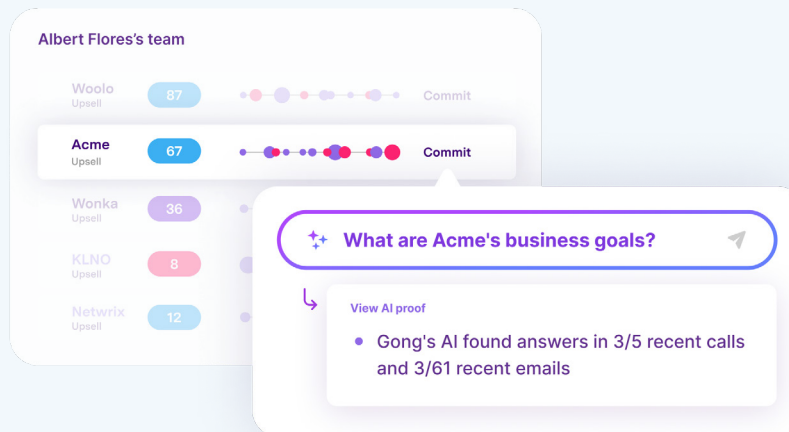 Albert Flores's team
Woolo
Upsell
87
Commit
Acme
Upsell
67
Commit
Wonka
Upsell
36
KLNO
Upsell
8
Netwrix
Upsell
12
What are Acme's business goals?
View AI proof
Gong's AI found answers in 3/5 recent calls
and 3/61 recent emails